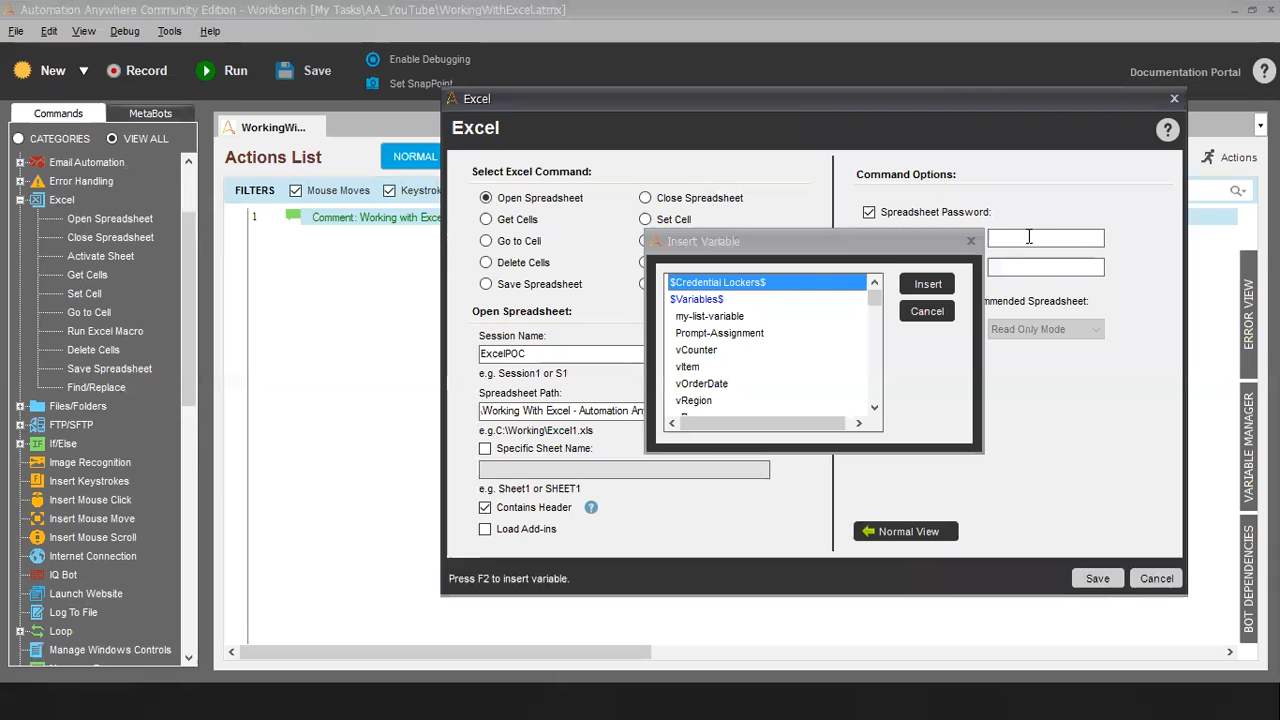 Automation Anywhere Community Edition - Workbench [My Tasks\AA_YouTube\WorkingWithExcel.atmx]
File Edit View Debug Tools Help
New Record Run Save
Enable Debugging
Set SnapPoint
Documentation Portal
Commands MetaBots
CATEGORIES VIEW ALL
Email Automation
Error Handling
Excel
Open Spreadsheet
Close Spreadsheet
Activate Sheet
Get Cells
Set Cell
Go to Cell
Run Excel Macro
Delete Cells
Save Spreadsheet
Find/Replace
Files/Folders
FTP/SFTP
If/Else
Image Recognition
Insert Keystrokes
Insert Mouse Click
Insert Mouse Move
Insert Mouse Scroll
Internet Connection
IQ Bot
Launch Website
Log To File
Loop
Manage Windows Controls
WorkingWi...
Actions List
NORMAL
Actions
FILTERS Mouse Moves
1 Comment: Working with
Excel
Excel
Select Excel Command:
Open Spreadsheet Close Spreadsheet
Get Cells Set Cell
Go to Cell
Delete Cells
Save Spreadsheet
Open Spreadsheet:
Session Name:
ExcelPOC
e.g. Session1 or S1
Spreadsheet Path:
\Working With Excel - Automation
e.g.C:\Working\Excel1.xls
Specific Sheet Name:
e.g. Sheet1 or SHEET1
Contains Header
Load Add-ins
Command Options:
Spreadsheet Password:
Spreadsheet:
Read Only Mode
Normal View
Press F2 to insert variable.
Save Cancel
Insert Variable
$Credential Lockers$
$Variables$
my-list-variable
Prompt-Assignment
vCounter
vItem
vOrderDate
vRegion
Insert
Cancel
ERROR VIEW
VARIABLE MANAGER
BOT DEPENDENCIES